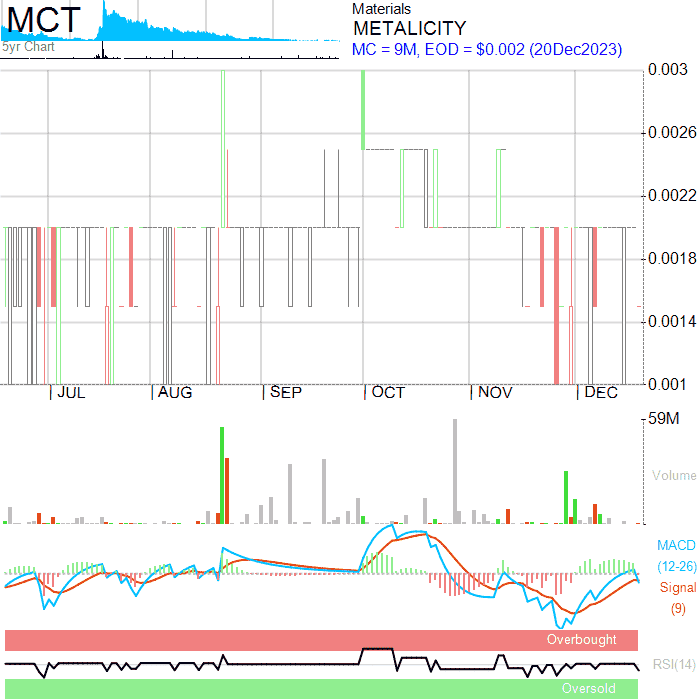 MCT
5yr Chart
Materials
METALICITY
MC = 9M, EOD = $0.002 (20Dec2023)
0.003
0.0026
0.0022
0.0018
0.0014
0.001
JUL AUG SEP OCT NOV DEC
59M
Volume
MACD
(12-26)
Signal
(9)
Overbought
RSI(14)
Oversold